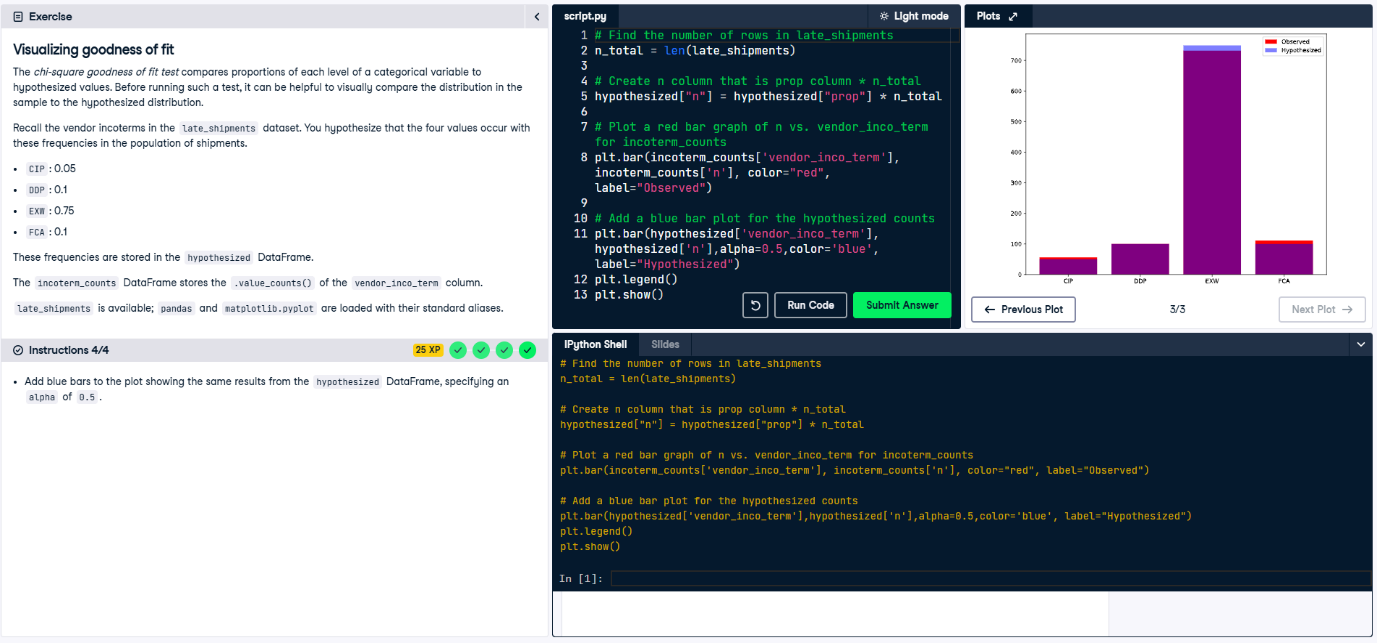 Exercise
Visualizing goodness of fit
The chi-square goodness of fit test compares proportions of each level of a categorical variable to
hypothesized values. Before running such a test, it can be helpful to visually compare the distribution in the
sample to the hypothesized distribution.
Recall the vendor incoterms in the late_shipments dataset. You hypothesize that the four values occur with
these frequencies in the population of shipments.
• CIP : 0.05
• DDP : 0.1
• EXW : 0.75
• FCA : 0.1
These frequencies are stored in the hypothesized DataFrame.
The incoterm_counts DataFrame stores the .value_counts() of the vendor_inco_term column.
late_shipments is available; pandas and matplotlib.pyplot are loaded with their standard aliases.
Instructions 4/4
25 XP
• Add blue bars to the plot showing the same results from the hypothesized DataFrame, specifying an
alpha of 0.5 .
script.py
Light mode
1 # Find the number of rows in late_shipments
2 n_total = len(late_shipments)
3
4 # Create n column that is prop column * n_total
5 hypothesized["n"] = hypothesized["prop"] * n_total
6
7 # Plot a red bar graph of n vs. vendor_inco_term
for incoterm_counts
8 plt.bar(incoterm_counts['vendor_inco_term'],
incoterm_counts['n'], color="red",
label="Observed")
9
10 # Add a blue bar plot for the hypothesized counts
11 plt.bar(hypothesized['vendor_inco_term'],
hypothesized['n'],alpha=0.5,color='blue',
label="Hypothesized")
12 plt.legend()
13 plt.show()
Run Code
Submit Answer
Plots
Observed
Hypothesized
700
600
500
400
300
200
100
0
CIP DDP EXW FCA
← Previous Plot
3/3
Next Plot →
IPython Shell
Slides
# Find the number of rows in late_shipments
n_total = len(late_shipments)
# Create n column that is prop column * n_total
hypothesized["n"] = hypothesized["prop"] * n_total
# Plot a red bar graph of n vs. vendor_inco_term for incoterm_counts
plt.bar(incoterm_counts['vendor_inco_term'], incoterm_counts['n'], color="red", label="Observed")
# Add a blue bar plot for the hypothesized counts
plt.bar(hypothesized['vendor_inco_term'],hypothesized['n'],alpha=0.5,color='blue', label="Hypothesized")
plt.legend()
plt.show()
In [1]: